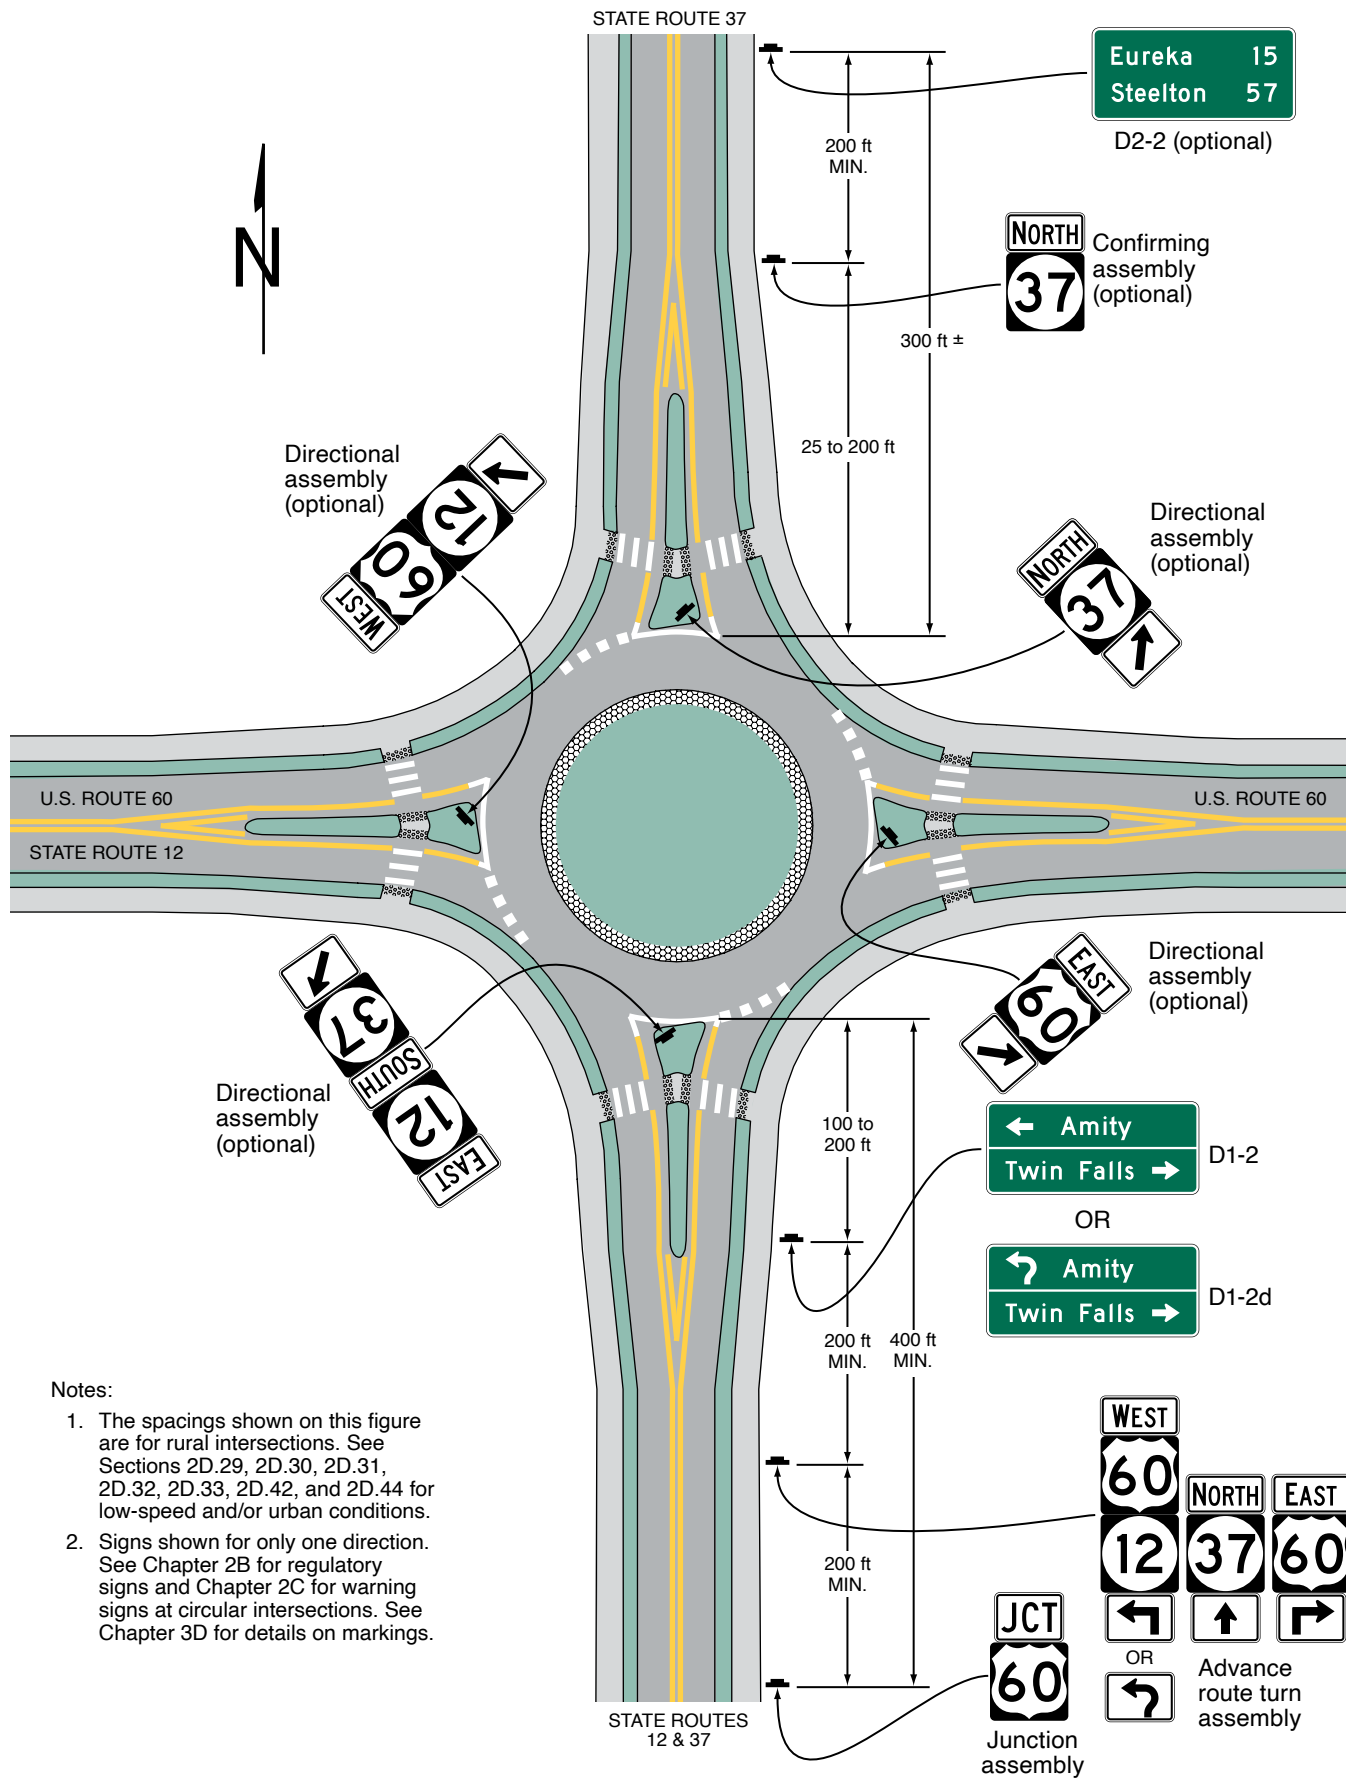 STATE ROUTE 37
Eureka 15
Steelton 57
D2-2 (optional)
200 ft
MIN.
N
NORTH
37
Confirming
assembly
(optional)
300 ft ±
25 to 200 ft
Directional
assembly
(optional)
12
60
WEST
Directional
assembly
(optional)
NORTH
37
U.S. ROUTE 60
STATE ROUTE 12
U.S. ROUTE 60
37
SOUTH
12
EAST
Directional
assembly
(optional)
EAST
60
Directional
assembly
(optional)
100 to
200 ft
Amity
Twin Falls
D1-2
OR
Amity
Twin Falls
D1-2d
200 ft
MIN.
400 ft
MIN.
Notes:
1. The spacings shown on this figure
are for rural intersections. See
Sections 2D.29, 2D.30, 2D.31,
2D.32, 2D.33, 2D.42, and 2D.44 for
low-speed and/or urban conditions.
2. Signs shown for only one direction.
See Chapter 2B for regulatory
signs and Chapter 2C for warning
signs at circular intersections. See
Chapter 3D for details on markings.
WEST
60
12
NORTH
37
EAST
60
OR
Advance
route turn
assembly
200 ft
MIN.
JCT
60
Junction
assembly
STATE ROUTES
12 & 37